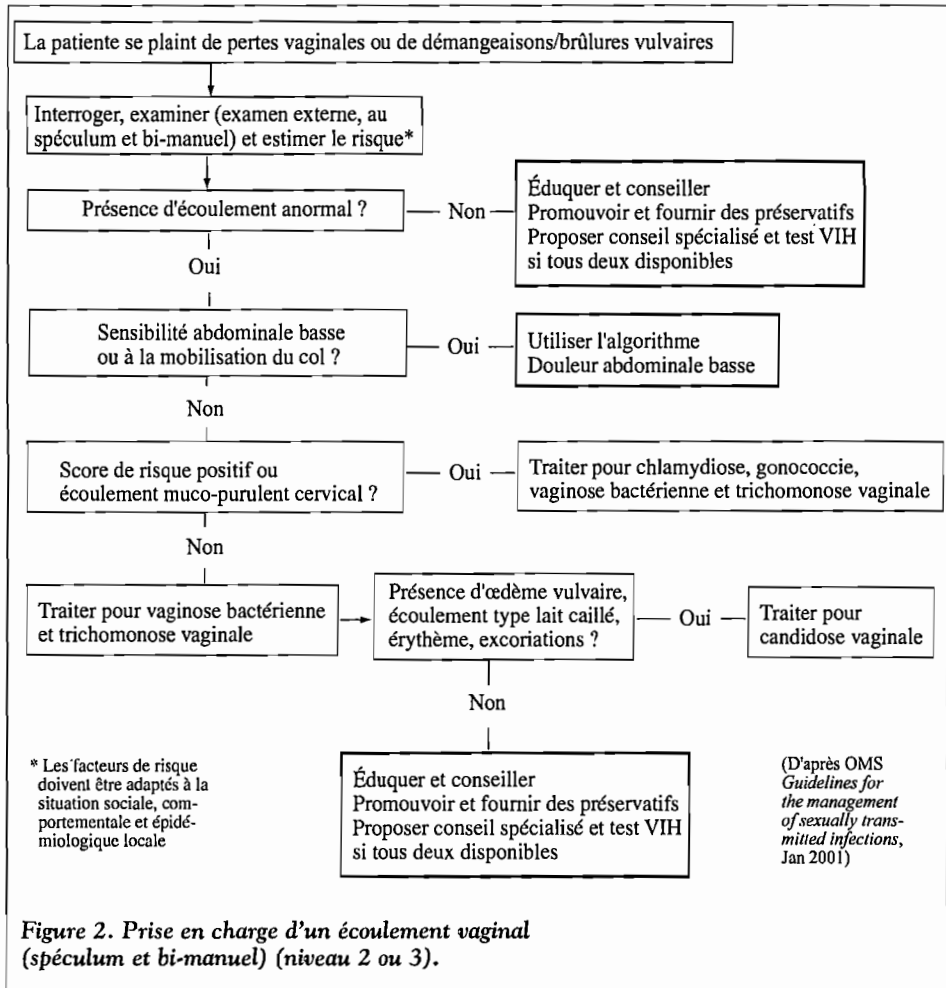 La patiente se plaint de pertes vaginales ou de démangeaisons/brûlures vulvaires
Interroger, examiner (examen externe, au
spéculum et bi-manuel) et estimer le risque*
Présence d'écoulement anormal ?
Non
Éduquer et conseiller
Promouvoir et fournir des préservatifs
Proposer conseil spécialisé et test VIH
si tous deux disponibles
Oui
Sensibilité abdominale basse
ou à la mobilisation du col ?
Oui
Utiliser l'algorithme
Douleur abdominale basse
Non
Score de risque positif ou
écoulement muco-purulent cervical ?
Oui
Traiter pour chlamydiose, gonococcie,
vaginose bactérienne et trichomonose vaginale
Non
Traiter pour vaginose bactérienne
et trichomonose vaginale
Présence d'œdème vulvaire,
écoulement type lait caillé,
érythème, excoriations ?
Oui
Traiter pour
candidose vaginale
Non
* Les facteurs de risque
doivent être adaptés à la
situation sociale, com-
portementale et épidé-
miologique locale
Éduquer et conseiller
Promouvoir et fournir des préservatifs
Proposer conseil spécialisé et test VIH
si tous deux disponibles
(D'après OMS
Guidelines for
the management
of sexually trans-
mitted infections,
Jan 2001)
Figure 2. Prise en charge d'un écoulement vaginal
(spéculum et bi-manuel) (niveau 2 ou 3).